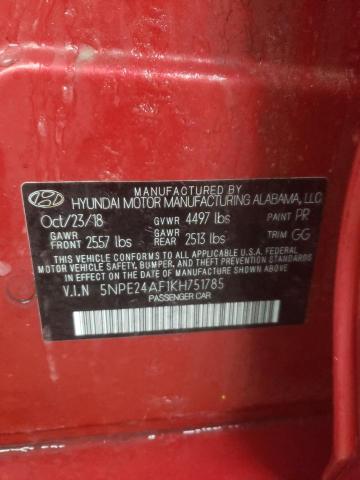 MANUFACTURED BY
HYUNDAI MOTOR MANUFACTURING ALABAMA, LLC
Oct/23/18 GVWR 4497 lbs PAINT PR
GAWR FRONT 2557 lbs GAWR REAR 2513 lbs TRIM GG
THIS VEHICLE CONFORMS TO ALL APPLICABLE U.S. FEDERAL
MOTOR VEHICLE SAFETY, BUMPER, AND THEFT PREVENTION
STANDARDS IN EFFECT ON THE DATE OF MANUFACTURE SHOWN ABOVE.
V.I.N 5NPE24AF1KH751785
PASSENGER CAR